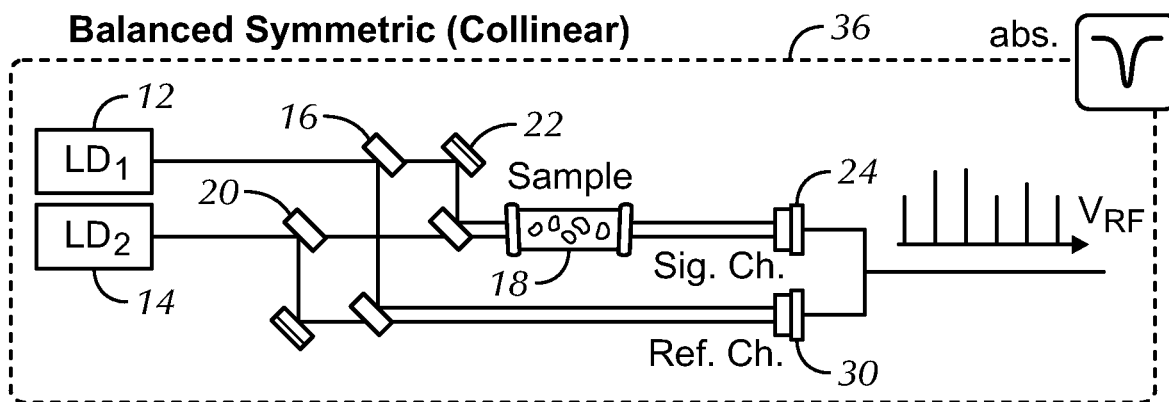 Balanced Symmetric (Collinear)
36
abs.
12
16
22
LD1
Sample
24
20
LD2
VRF
18
Sig. Ch.
14
Ref. Ch.
30